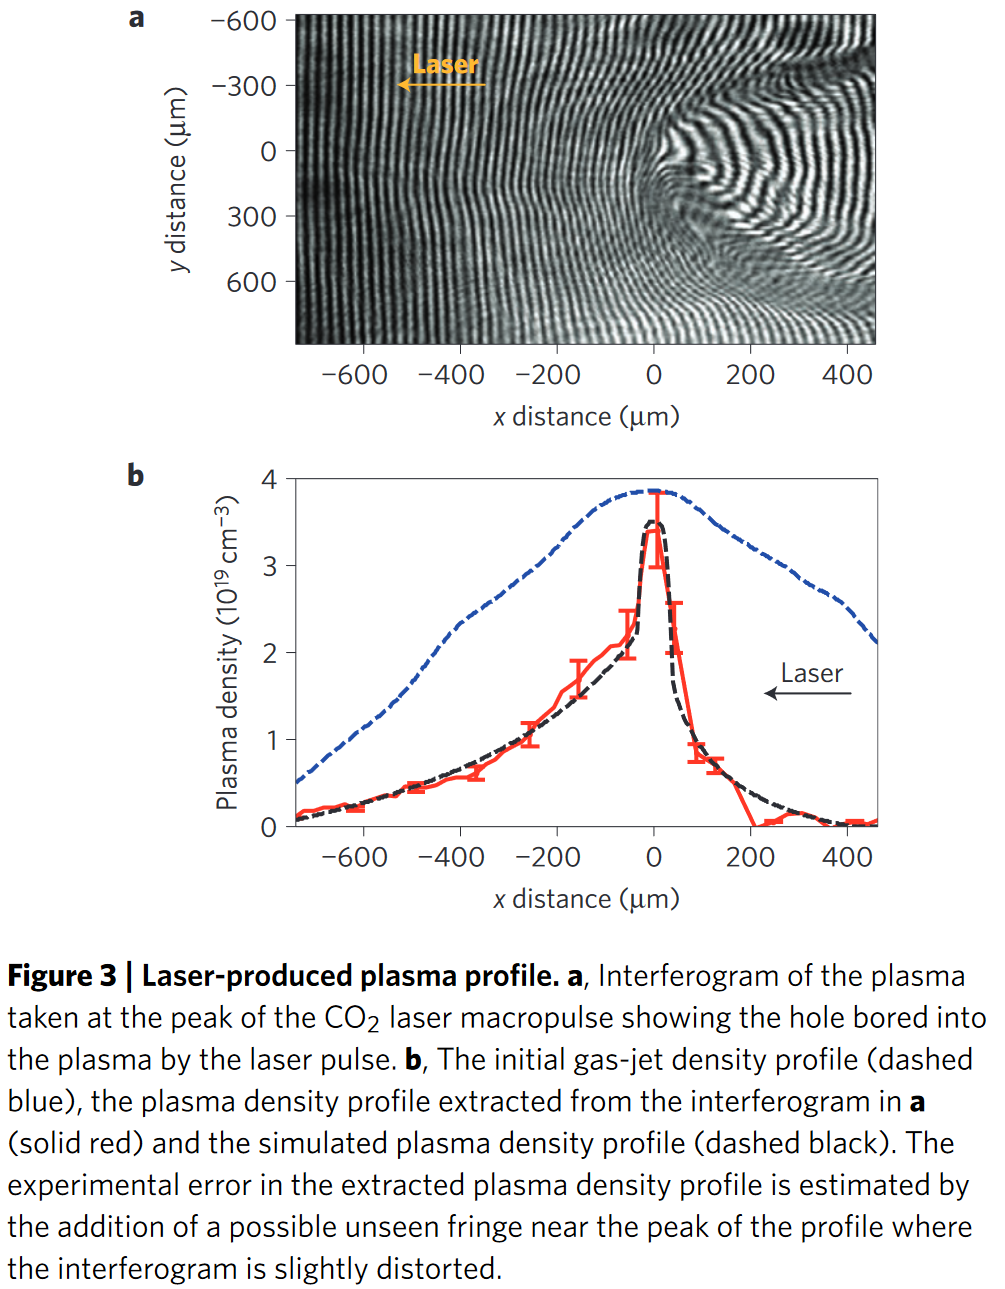 a
−600
−300
0
300
600
y distance (μm)
Laser
−600 −400 −200 0 200 400
x distance (μm)
b
4
3
2
1
0
Plasma density (10¹⁹ cm⁻³)
Laser
−600 −400 −200 0 200 400
x distance (μm)
Figure 3 | Laser-produced plasma profile. a, Interferogram of the plasma
taken at the peak of the CO₂ laser macropulse showing the hole bored into
the plasma by the laser pulse. b, The initial gas-jet density profile (dashed
blue), the plasma density profile extracted from the interferogram in a
(solid red) and the simulated plasma density profile (dashed black). The
experimental error in the extracted plasma density profile is estimated by
the addition of a possible unseen fringe near the peak of the profile where
the interferogram is slightly distorted.